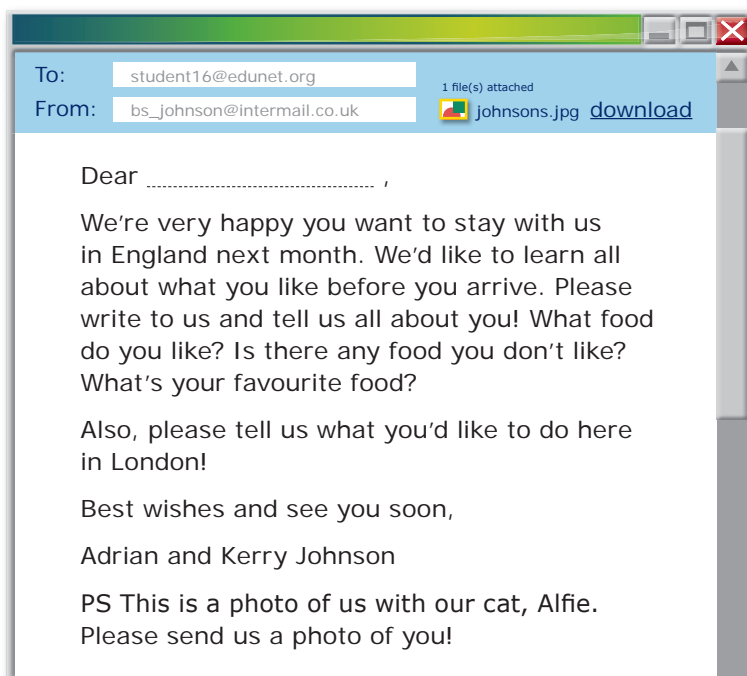 To: student16@edunet.org
From: bs_johnson@intermail.co.uk
1 file(s) attached
johnsons.jpg download
Dear ,
We're very happy you want to stay with us
in England next month. We'd like to learn all
about what you like before you arrive. Please
write to us and tell us all about you! What food
do you like? Is there any food you don't like?
What's your favourite food?
Also, please tell us what you'd like to do here
in London!
Best wishes and see you soon,
Adrian and Kerry Johnson
PS This is a photo of us with our cat, Alfie.
Please send us a photo of you!